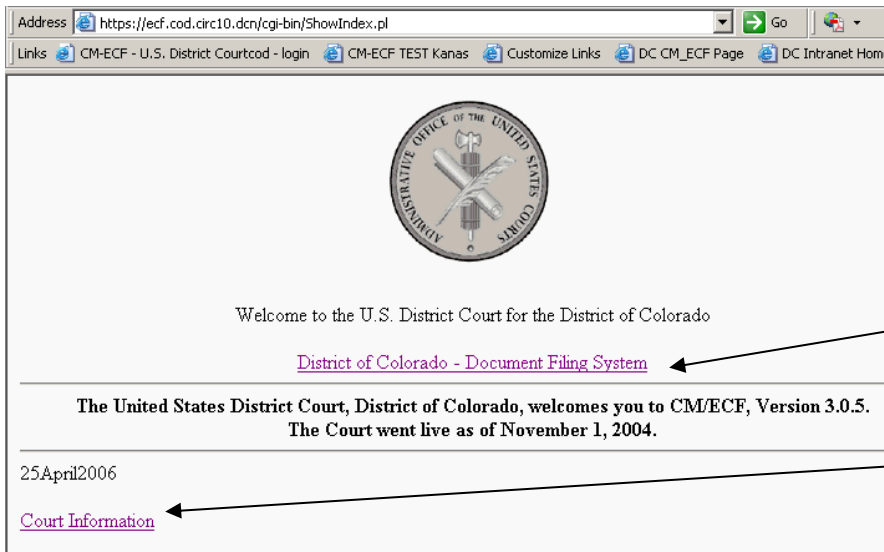 Address https://ecf.cod.circ10.dcn/cgi-bin/ShowIndex.pl Go
Links CM-ECF - U.S. District Courtcod - login CM-ECF TEST Kanas Customize Links DC CM_ECF Page DC Intranet Hom
ADMINISTRATIVE OFFICE OF THE UNITED STATES COURTS
Welcome to the U.S. District Court for the District of Colorado
District of Colorado - Document Filing System
The United States District Court, District of Colorado, welcomes you to CM/ECF, Version 3.0.5.
The Court went live as of November 1, 2004.
25April2006
Court Information